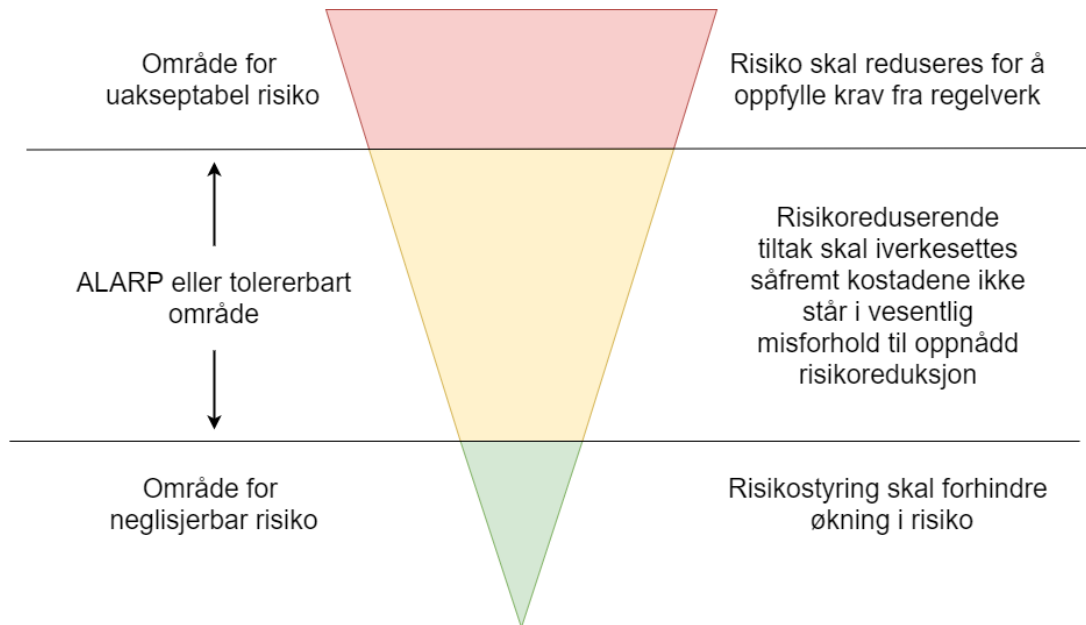 Område for
uakseptabel risiko
Risiko skal reduseres for å
oppfylle krav fra regelverk
ALARP eller tolererbart
område
Risikoreduserende
tiltak skal iverkesettes
såfremt kostadene ikke
står i vesentlig
misforhold til oppnådd
risikoreduksjon
Område for
neglisjerbar risiko
Risikostyring skal forhindre
økning i risiko